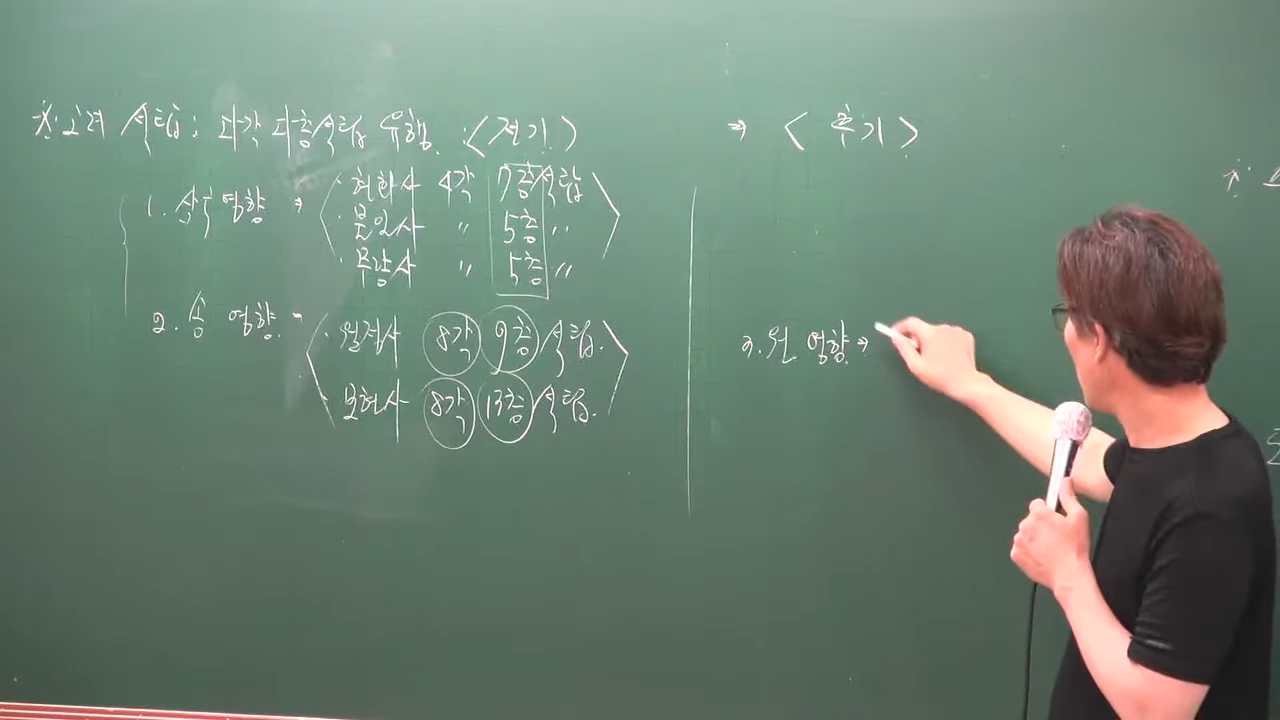 ※ 고려 석탑 : 다각 다층석탑 유행. <전기>
1. 삼국 영향 → 현화사 4각 7층석탑
" 5층 "
무량사 " 5층 "
2. 송 영향. → 월정사 8각 9층 석탑.
보현사 8각 13층 석탑.
⇒ <후기>
3. 원 영향 →